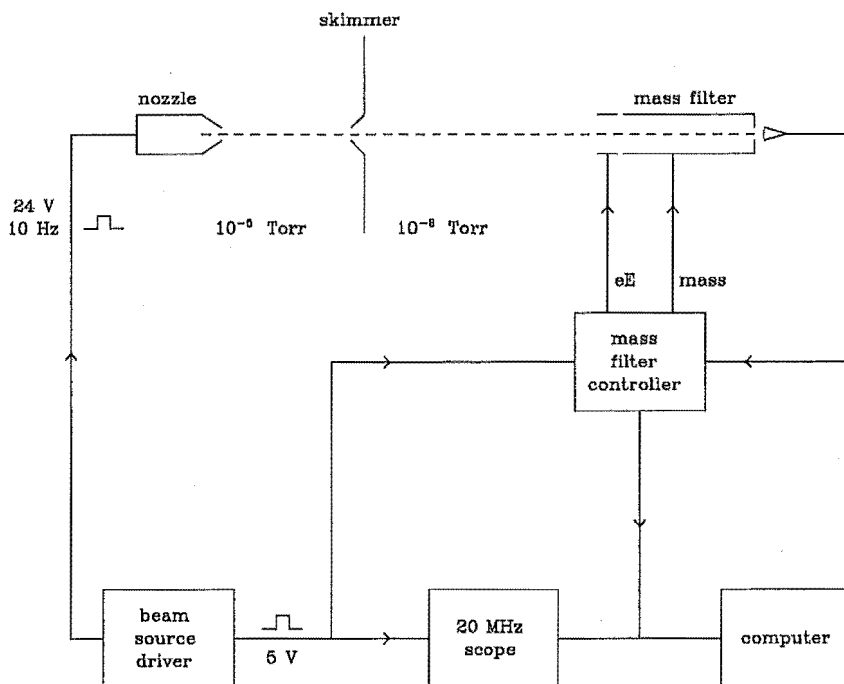 skimmer
nozzle
mass filter
24 V
10 Hz
10⁻⁶ Torr
10⁻⁸ Torr
eE
mass
mass
filter
controller
beam
source
driver
5 V
20 MHz
scope
computer